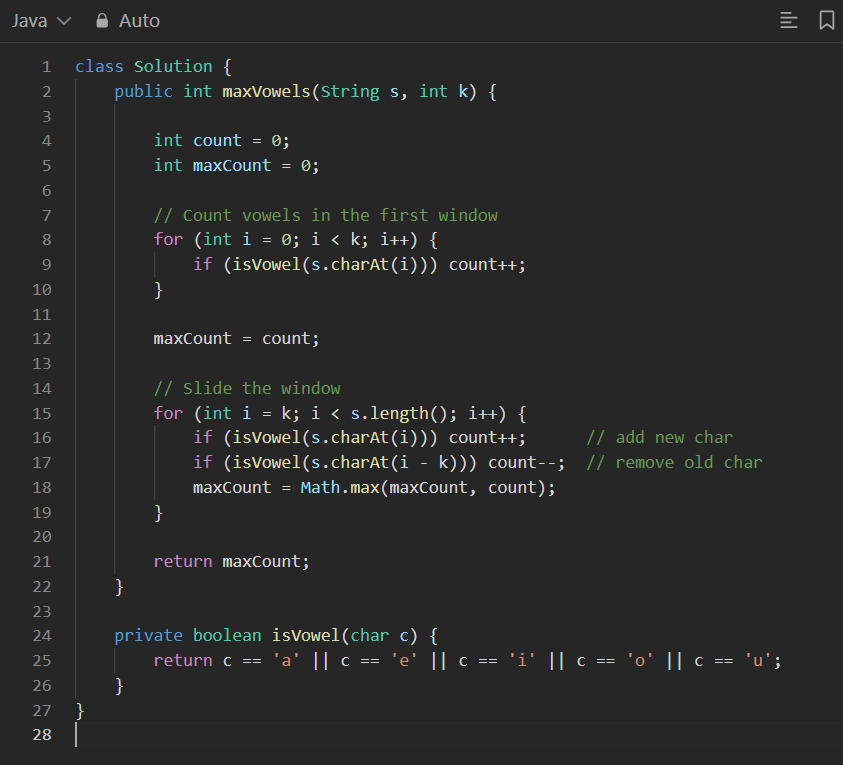 Java Auto
1 class Solution {
2     public int maxVowels(String s, int k) {
3
4         int count = 0;
5         int maxCount = 0;
6
7         // Count vowels in the first window
8         for (int i = 0; i < k; i++) {
9             if (isVowel(s.charAt(i))) count++;
10         }
11
12         maxCount = count;
13
14         // Slide the window
15         for (int i = k; i < s.length(); i++) {
16             if (isVowel(s.charAt(i))) count++;      // add new char
17             if (isVowel(s.charAt(i - k))) count--;  // remove old char
18             maxCount = Math.max(maxCount, count);
19         }
20
21         return maxCount;
22     }
23
24     private boolean isVowel(char c) {
25         return c == 'a' || c == 'e' || c == 'i' || c == 'o' || c == 'u';
26     }
27 }
28